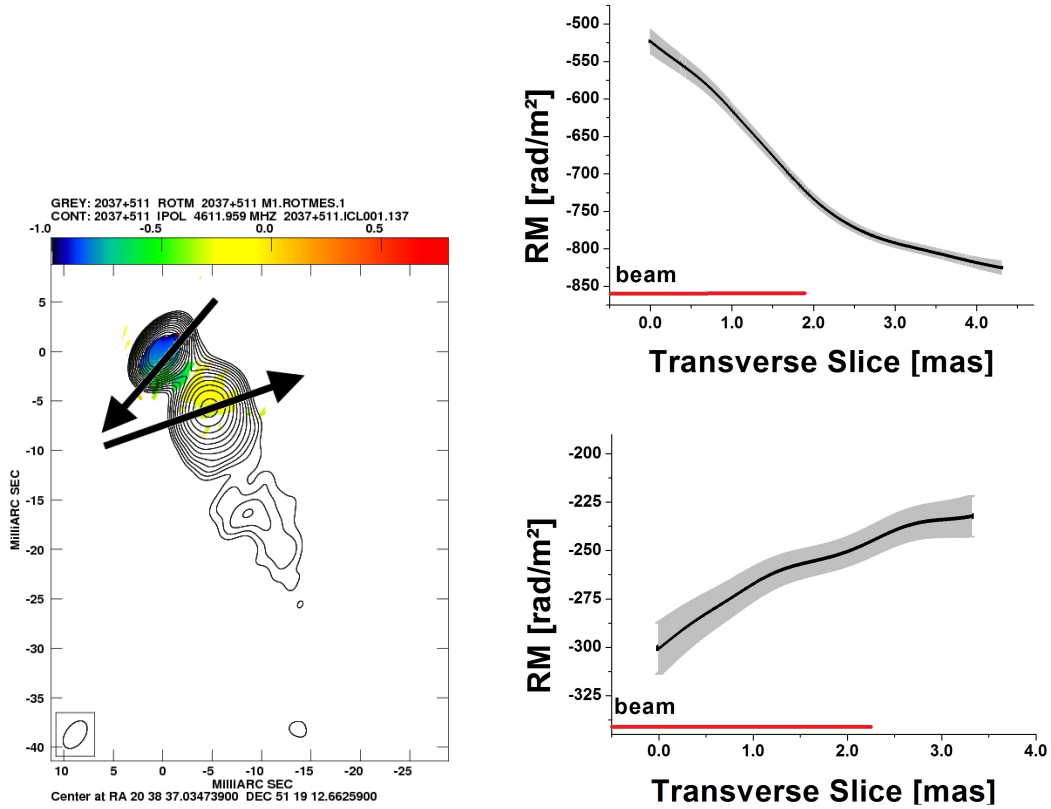 GREY: 2037+511 ROTM 2037+511 M1.ROTMES.1
CONT: 2037+511 IPOL 4611.959 MHZ 2037+511.ICL001.137
-1.0 -0.5 0.0 0.5
5
0
-5
-10
-15
-20
-25
-30
-35
-40
MilliARC SEC
10 5 0 -5 -10 -15 -20 -25
MilliARC SEC
Center at RA 20 38 37.03473900 DEC 51 19 12.6625900
RM [rad/m²]
-500
-550
-600
-650
-700
-750
-800
-850
beam
0.0 1.0 2.0 3.0 4.0
Transverse Slice [mas]
RM [rad/m²]
-200
-225
-250
-275
-300
-325
beam
0.0 1.0 2.0 3.0 4.0
Transverse Slice [mas]